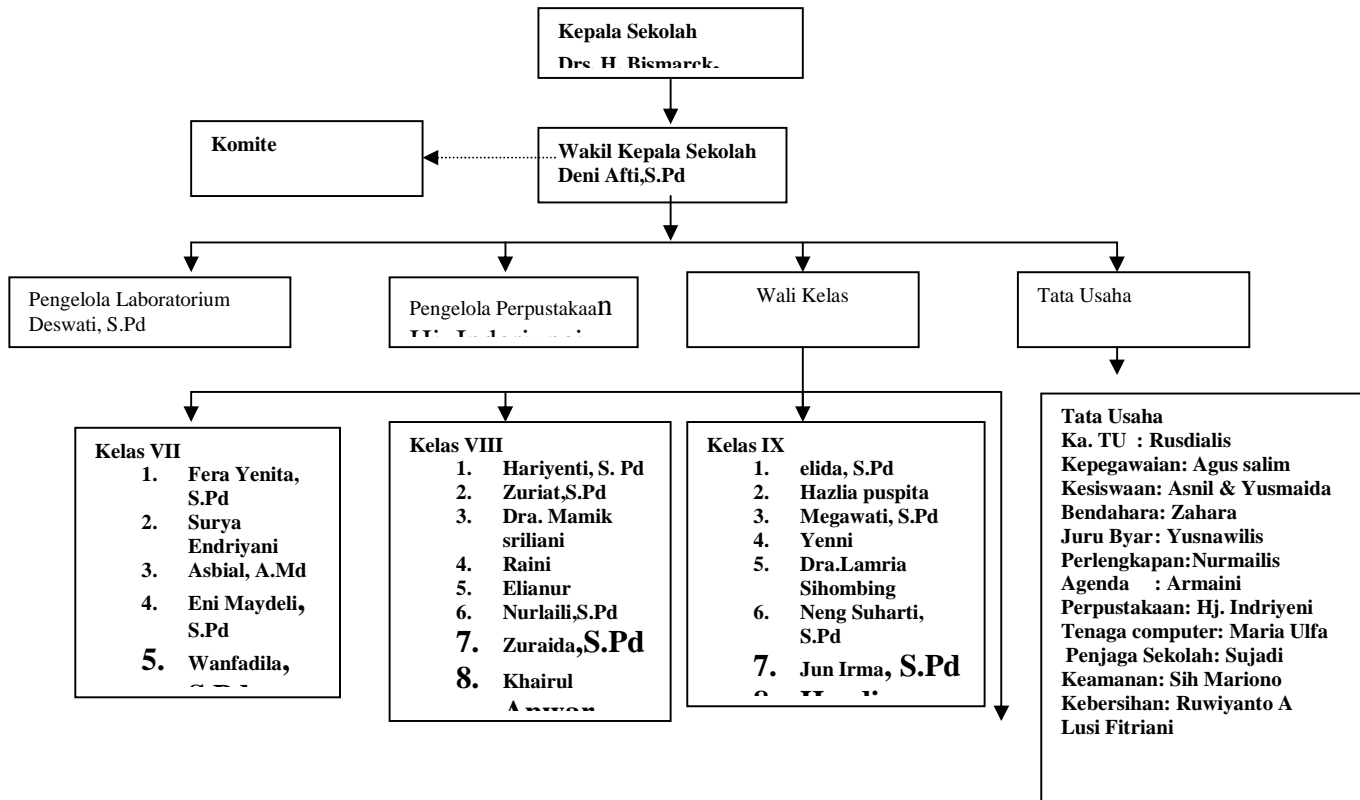 Kepala Sekolah
Drs. H. Bismarck.
Komite
Wakil Kepala Sekolah
Deni Afti,S.Pd
Pengelola Laboratorium
Deswati, S.Pd
Pengelola Perpustakaan
Wali Kelas
Tata Usaha
Kelas VII
1. Fera Yenita,
S.Pd
2. Surya
Endriyani
3. Asbial, A.Md
4. Eni Maydeli,
S.Pd
5. Wanfadila,
Kelas VIII
1. Hariyenti, S. Pd
2. Zuriat,S.Pd
3. Dra. Mamik
sriliani
4. Raini
5. Elianur
6. Nurlaili,S.Pd
7. Zuraida,S.Pd
8. Khairul
Anwar
Kelas IX
1. elida, S.Pd
2. Hazlia puspita
3. Megawati, S.Pd
4. Yenni
5. Dra.Lamria
Sihombing
6. Neng Suharti,
S.Pd
7. Jun Irma, S.Pd
Tata Usaha
Ka. TU : Rusdialis
Kepegawaian: Agus salim
Kesiswaan: Asnil & Yusmaida
Bendahara: Zahara
Juru Byar: Yusnawilis
Perlengkapan:Nurmailis
Agenda : Armaini
Perpustakaan: Hj. Indriyeni
Tenaga computer: Maria Ulfa
Penjaga Sekolah: Sujadi
Keamanan: Sih Mariono
Kebersihan: Ruwiyanto A
Lusi Fitriani